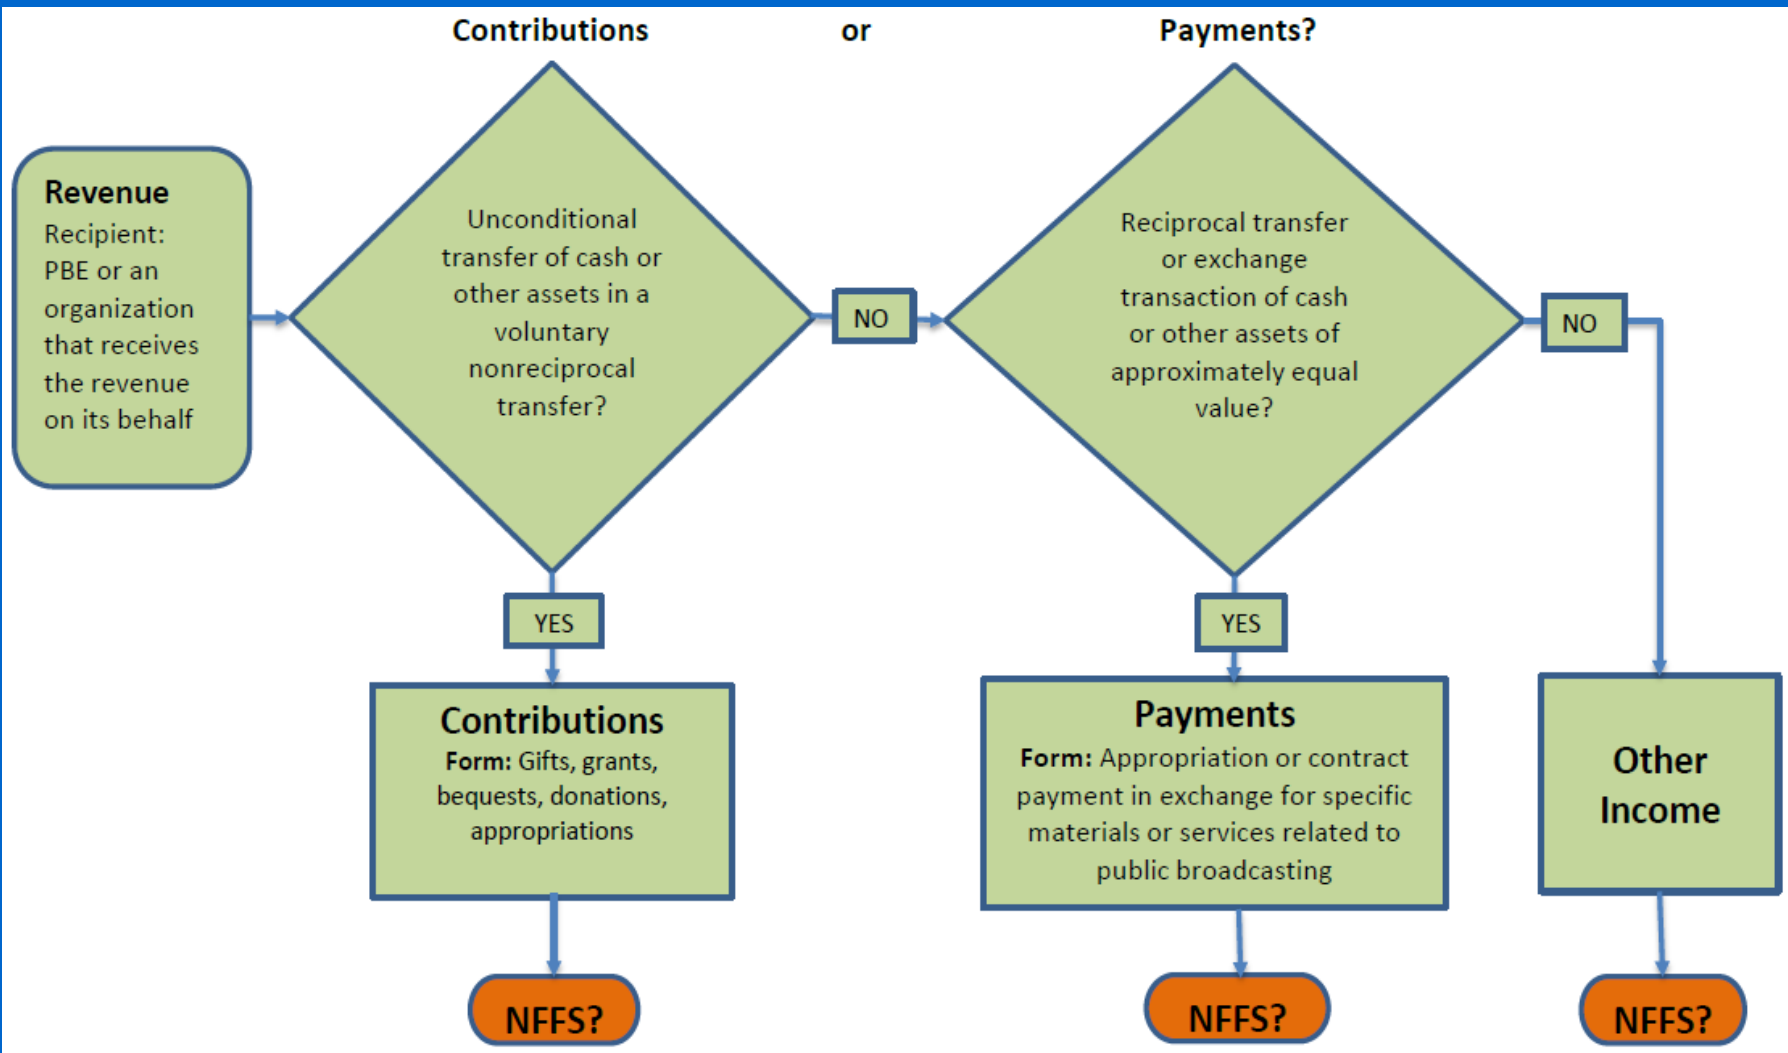 Contributions or Payments?
Revenue
Recipient:
PBE or an
organization
that receives
the revenue
on its behalf
Unconditional
transfer of cash or
other assets in a
voluntary
nonreciprocal
transfer?
NO
Reciprocal transfer
or exchange
transaction of cash
or other assets of
approximately equal
value?
NO
YES
YES
Contributions
Form: Gifts, grants,
bequests, donations,
appropriations
Payments
Form: Appropriation or contract
payment in exchange for specific
materials or services related to
public broadcasting
Other
Income
NFFS?
NFFS?
NFFS?